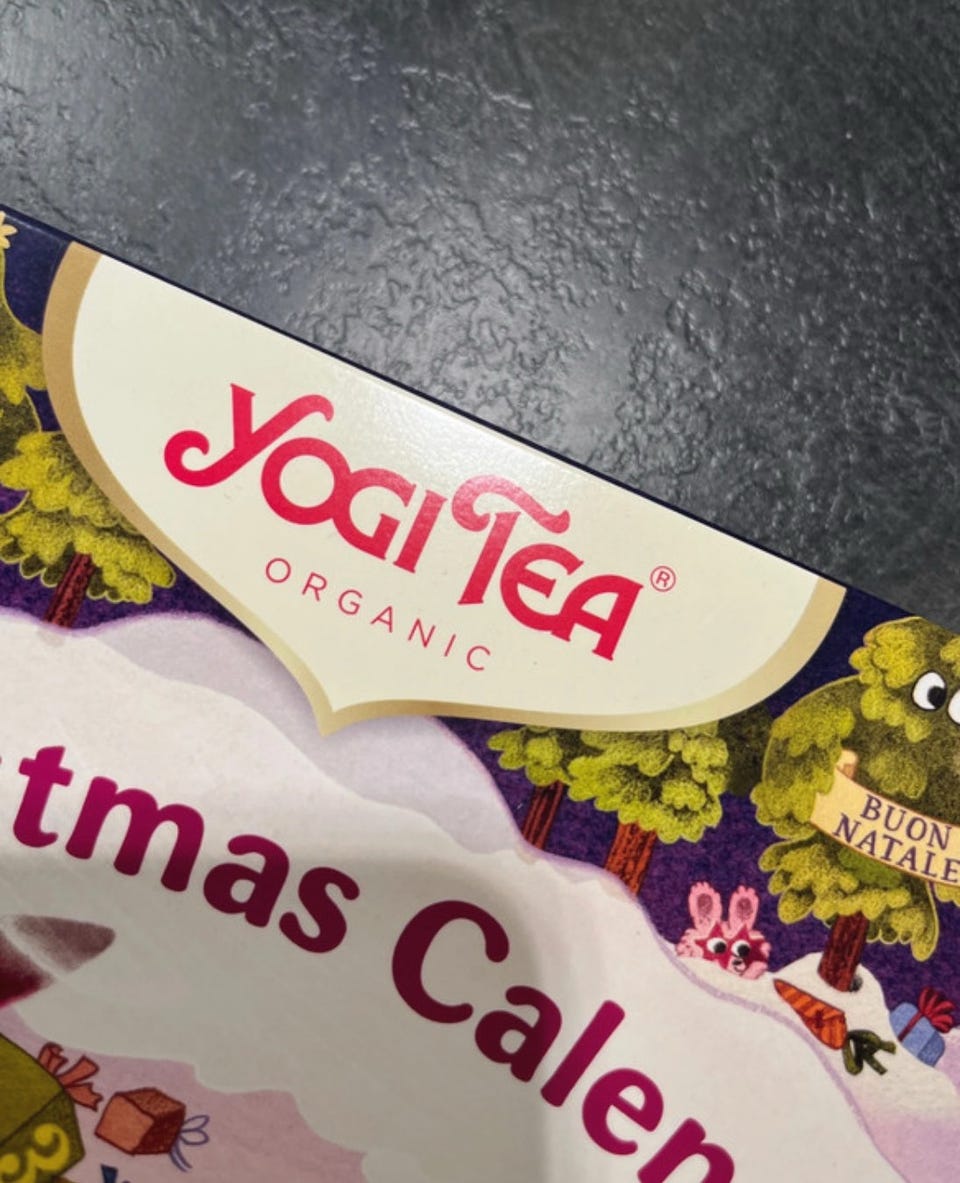 YOGI TEA®
ORGANIC
tmas Calen
BUON
NATALE